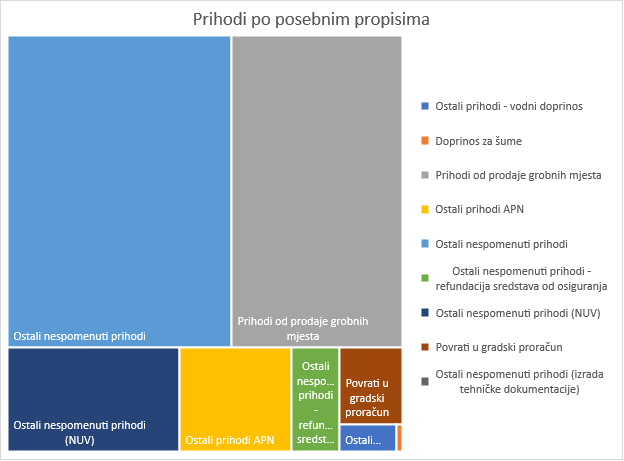 Prihodi po posebnim propisima
Ostali nespomenuti prihodi
Prihodi od prodaje grobnih
mjesta
Ostali nespomenuti prihodi
(NUV)
Ostali prihodi APN
Ostali
nespo...
prihodi
-
refun...
sredst...
Povrati u
gradski
proračun
Ostali...
Ostali prihodi - vodni doprinos
Doprinos za šume
Prihodi od prodaje grobnih mjesta
Ostali prihodi APN
Ostali nespomenuti prihodi
Ostali nespomenuti prihodi -
refundacija sredstava od osiguranja
Ostali nespomenuti prihodi (NUV)
Povrati u gradski proračun
Ostali nespomenuti prihodi (izrada
tehničke dokumentacije)